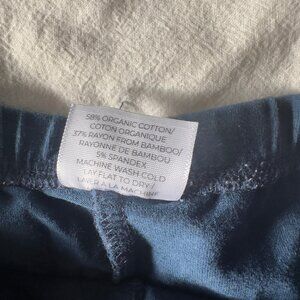 58% ORGANIC COTTON/
COTON ORGANIQUE
37% RAYON FROM BAMBOO/
RAYONNE DE BAMBOU
5% SPANDEX
MACHINE WASH COLD
LAY FLAT TO DRY/
LAVER À LA MACHINE